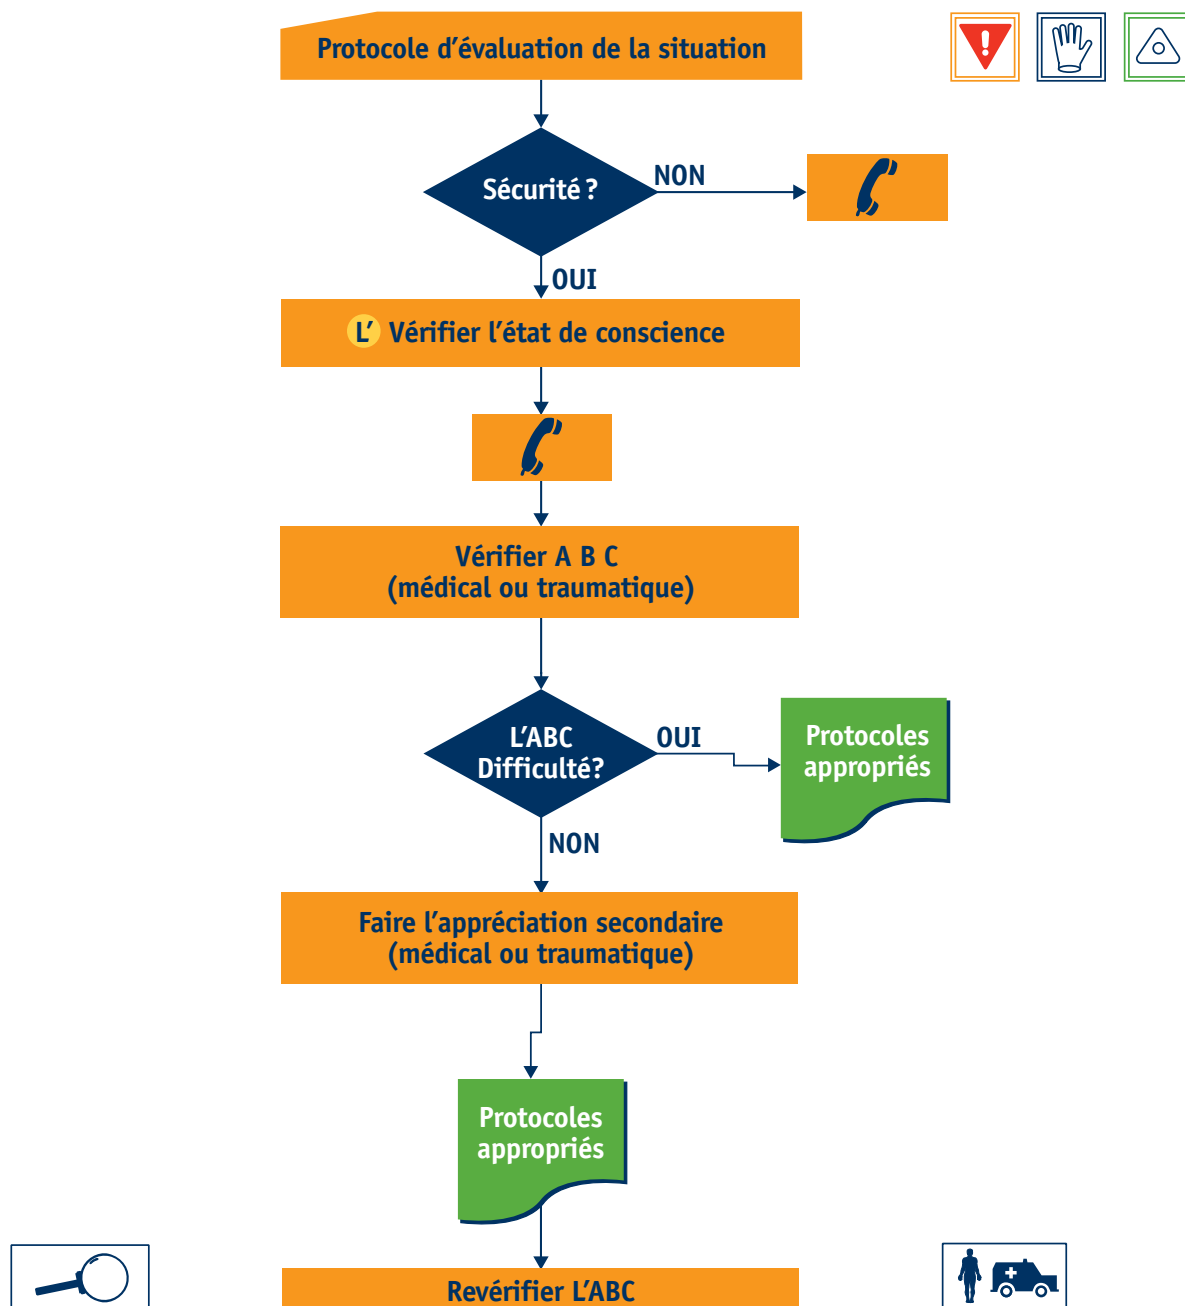 Protocole d’évaluation de la situation
Sécurité ?
NON
OUI
L’ Vérifier l’état de conscience
Vérifier A B C
(médical ou traumatique)
L’ABC
Difficulté?
OUI
Protocoles
appropriés
NON
Faire l’appréciation secondaire
(médical ou traumatique)
Protocoles
appropriés
Revérifier L’ABC